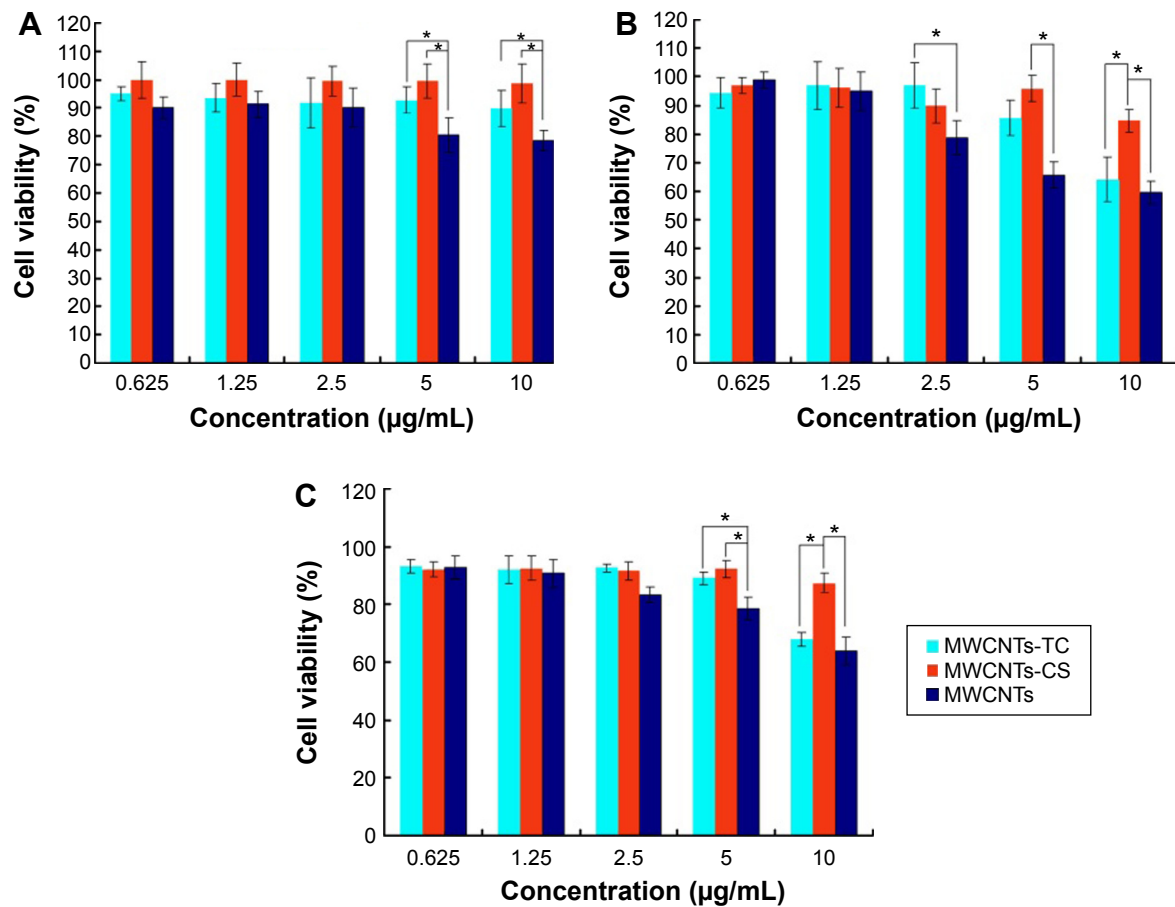 A
Cell viability (%)
120
110
100
90
80
70
60
50
40
30
20
10
0
* * * *
0.625 1.25 2.5 5 10
Concentration (µg/mL)
B
Cell viability (%)
120
110
100
90
80
70
60
50
40
30
20
10
0
* * * *
0.625 1.25 2.5 5 10
Concentration (µg/mL)
C
Cell viability (%)
120
100
80
60
40
20
0
* * * *
0.625 1.25 2.5 5 10
Concentration (µg/mL)
MWCNTs-TC
MWCNTs-CS
MWCNTs